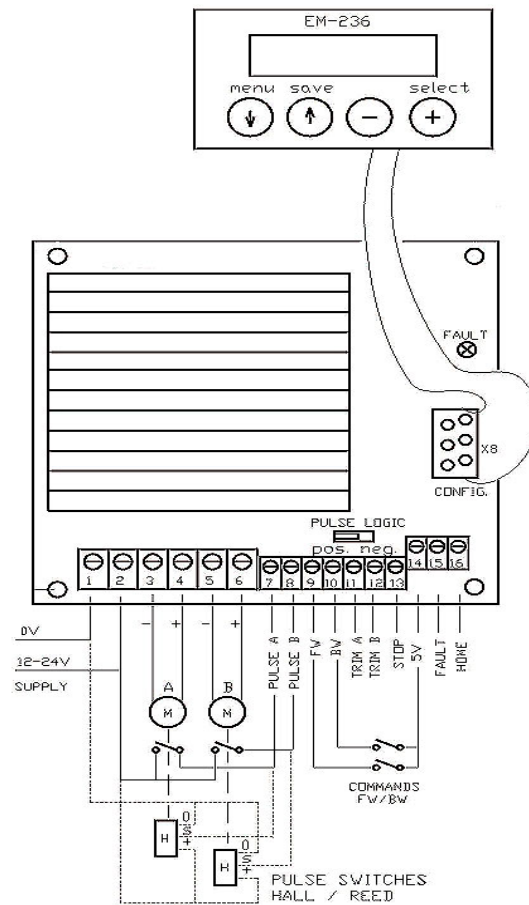 EM-236
menu save select
↓ ↑ − +
FAULT
X8
CONFIG.
PULSE LOGIC
pos. neg.
14 15 16
1 2 3 4 5 6 7 8 9 10 11 12 13
− + − +
PULSE A
PULSE B
FW
BW
TRIM A
TRIM B
STOP
5V
FAULT
HOME
0V
12-24V
SUPPLY
A B
M M
COMMANDS
FW/BW
H O S +
H O S +
PULSE SWITCHES
HALL / REED